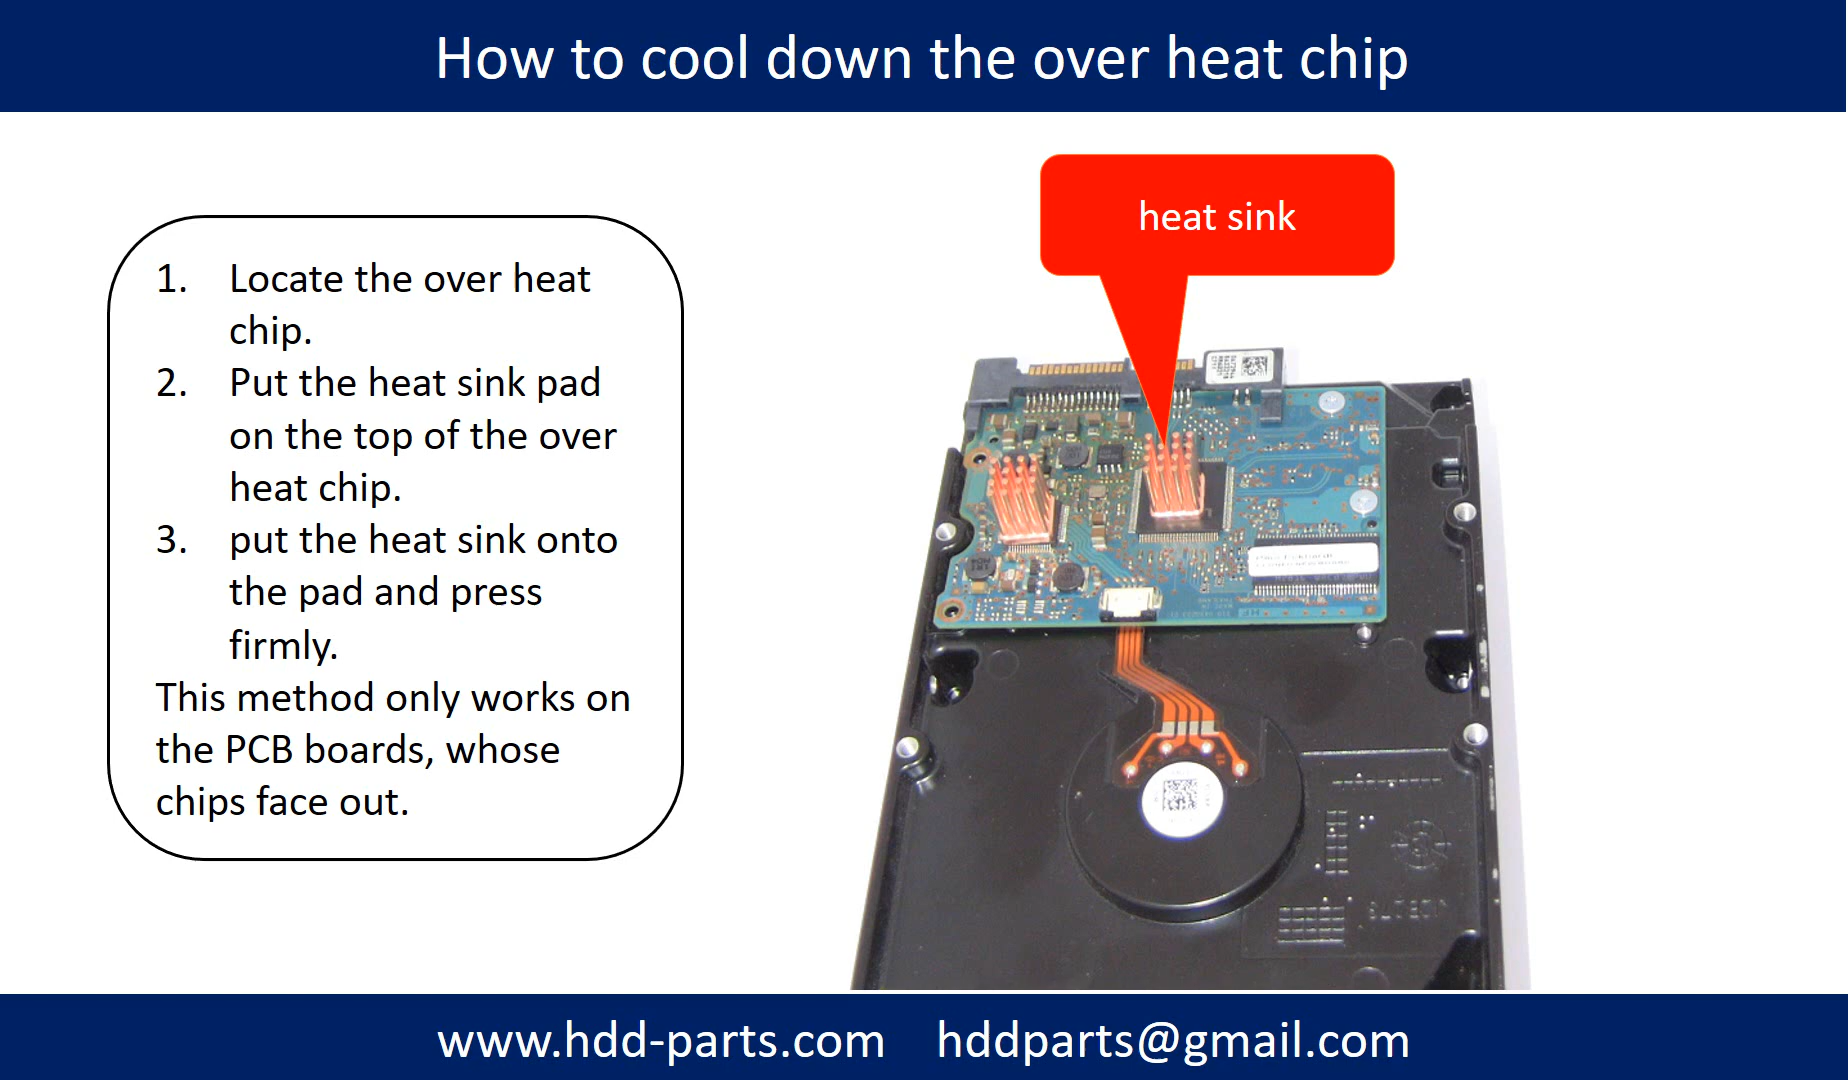 How to cool down the over heat chip
heat sink
1. Locate the over heat
chip.
2. Put the heat sink pad
on the top of the over
heat chip.
3. put the heat sink onto
the pad and press
firmly.
This method only works on
the PCB boards, whose
chips face out.
www.hdd-parts.com hddparts@gmail.com